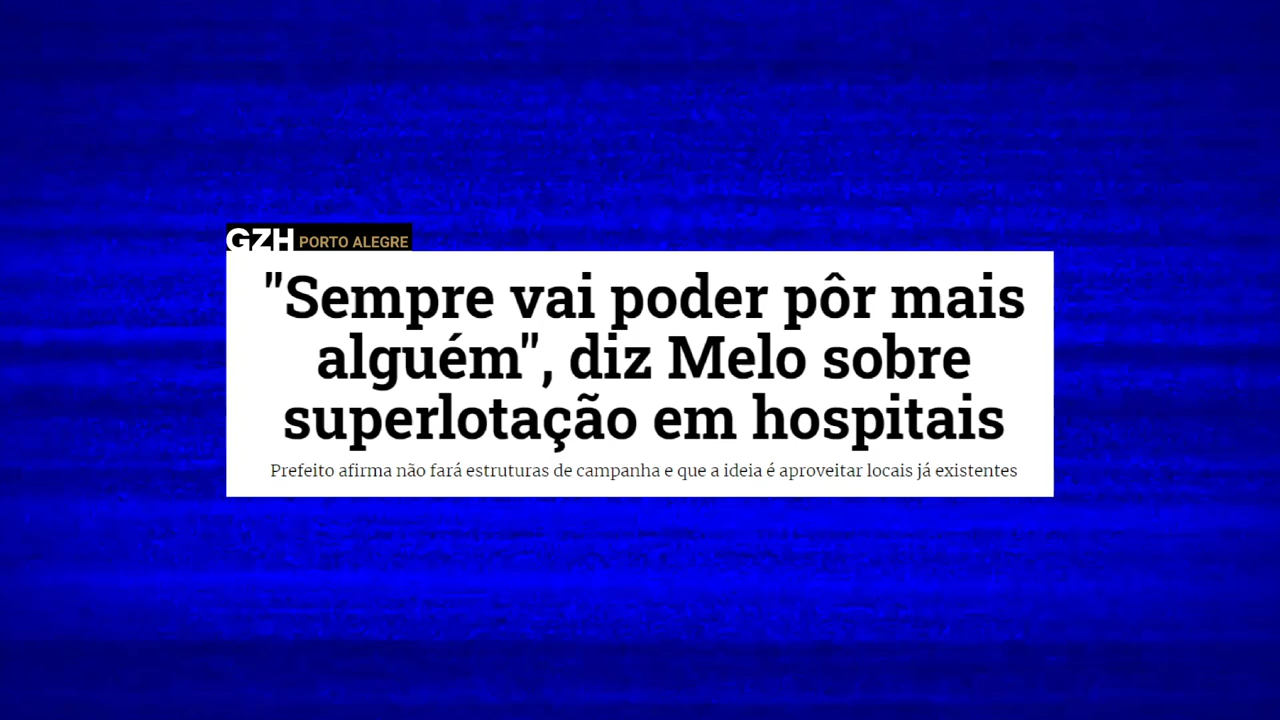 GZH PORTO ALEGRE
"Sempre vai poder pôr mais
alguém", diz Melo sobre
superlotação em hospitais
Prefeito afirma não fará estruturas de campanha e que a ideia é aproveitar locais já existentes